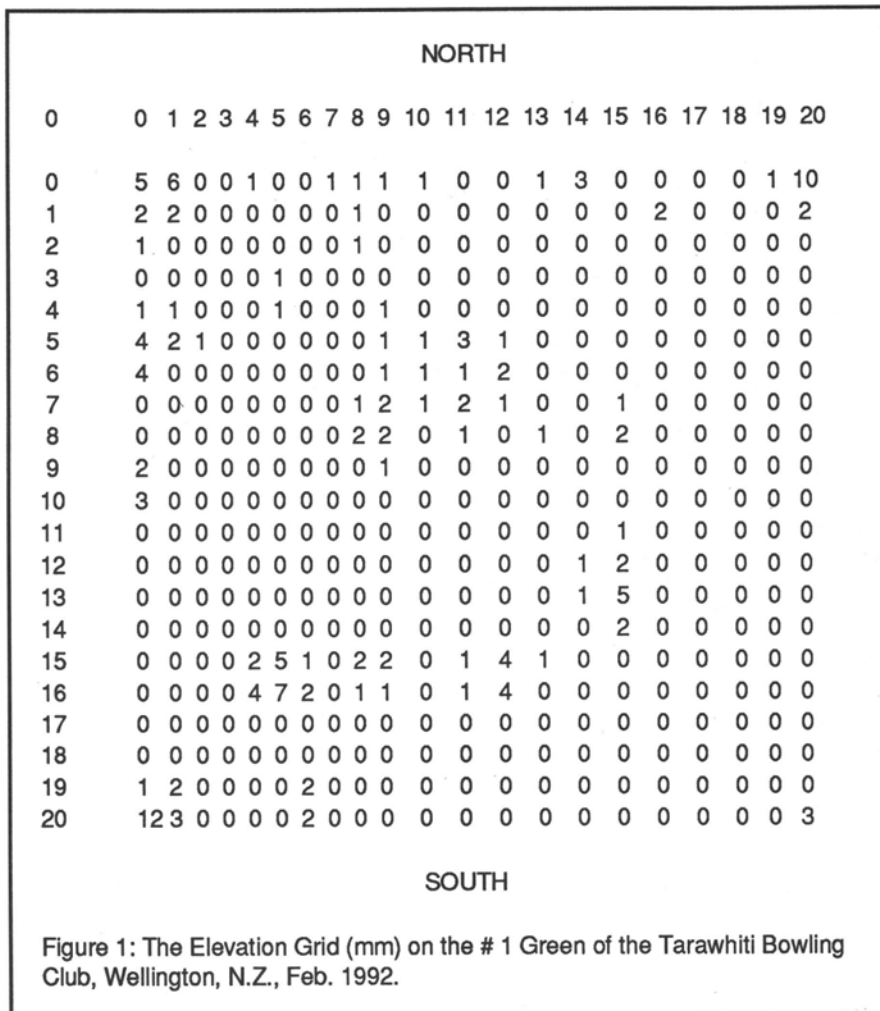 NORTH
0 0 1 2 3 4 5 6 7 8 9 10 11 12 13 14 15 16 17 18 19 20
0 5 6 0 0 1 0 0 1 1 1 1 0 0 1 3 0 0 0 0 1 10
1 2 2 0 0 0 0 0 0 1 0 0 0 0 0 0 0 2 0 0 0 2
2 1 0 0 0 0 0 0 0 1 0 0 0 0 0 0 0 0 0 0 0 0
3 0 0 0 0 0 1 0 0 0 0 0 0 0 0 0 0 0 0 0 0 0
4 1 1 0 0 0 1 0 0 0 1 0 0 0 0 0 0 0 0 0 0 0
5 4 2 1 0 0 0 0 0 0 1 1 3 1 0 0 0 0 0 0 0 0
6 4 0 0 0 0 0 0 0 0 1 1 1 2 0 0 0 0 0 0 0 0
7 0 0 0 0 0 0 0 0 1 2 1 2 1 0 0 1 0 0 0 0 0
8 0 0 0 0 0 0 0 0 2 2 0 1 0 1 0 2 0 0 0 0 0
9 2 0 0 0 0 0 0 0 0 1 0 0 0 0 0 0 0 0 0 0 0
10 3 0 0 0 0 0 0 0 0 0 0 0 0 0 0 0 0 0 0 0 0
11 0 0 0 0 0 0 0 0 0 0 0 0 0 0 0 1 0 0 0 0 0
12 0 0 0 0 0 0 0 0 0 0 0 0 0 0 1 2 0 0 0 0 0
13 0 0 0 0 0 0 0 0 0 0 0 0 0 0 1 5 0 0 0 0 0
14 0 0 0 0 0 0 0 0 0 0 0 0 0 0 0 2 0 0 0 0 0
15 0 0 0 0 2 5 1 0 2 2 0 1 4 1 0 0 0 0 0 0 0
16 0 0 0 0 4 7 2 0 1 1 0 1 4 0 0 0 0 0 0 0 0
17 0 0 0 0 0 0 0 0 0 0 0 0 0 0 0 0 0 0 0 0 0
18 0 0 0 0 0 0 0 0 0 0 0 0 0 0 0 0 0 0 0 0 0
19 1 2 0 0 0 0 2 0 0 0 0 0 0 0 0 0 0 0 0 0 0
20 12 3 0 0 0 0 2 0 0 0 0 0 0 0 0 0 0 0 0 0 3
SOUTH
Figure 1: The Elevation Grid (mm) on the # 1 Green of the Tarawhiti Bowling
Club, Wellington, N.Z., Feb. 1992.